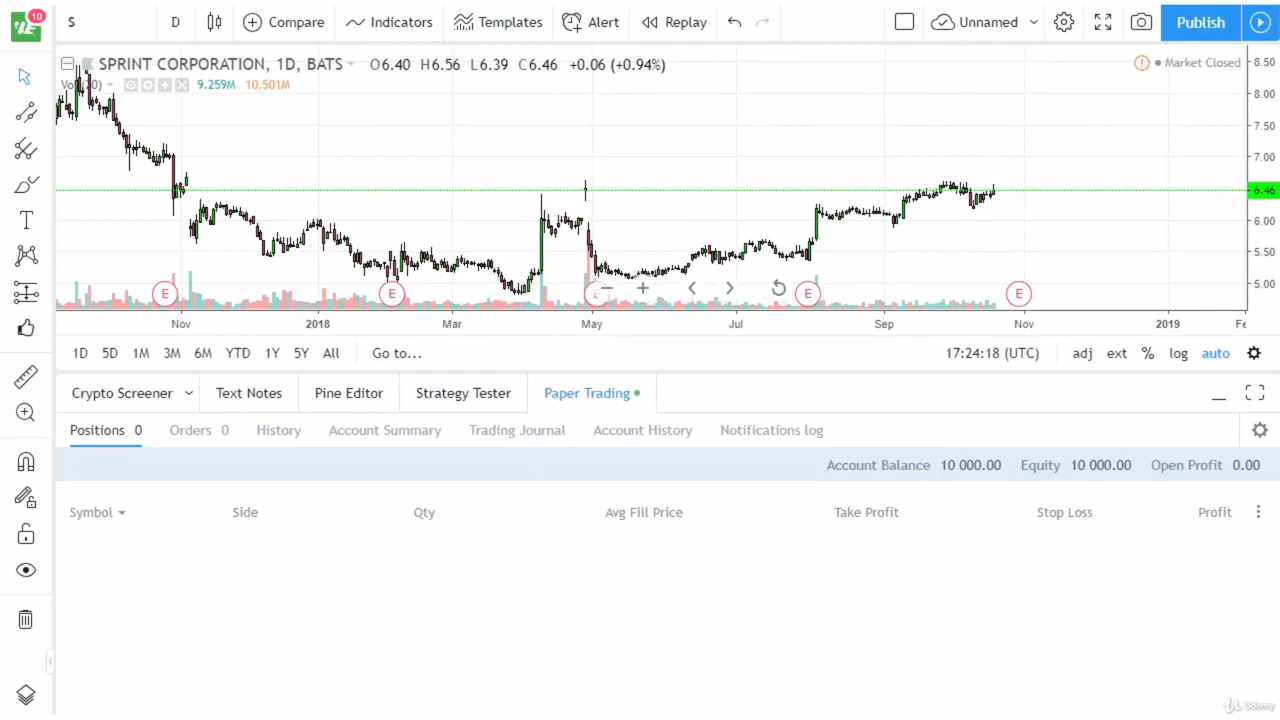 10
S D Compare Indicators Templates Alert Replay Unnamed Publish
SPRINT CORPORATION, 1D, BATS O6.40 H6.56 L6.39 C6.46 +0.06 (+0.94%) Market Closed
9.259M 10.501M
8.50
8.00
7.50
7.00
6.46
6.00
5.50
5.00
E E E E
Nov 2018 Mar May Jul Sep Nov 2019 Fe
1D 5D 1M 3M 6M YTD 1Y 5Y All Go to... 17:24:18 (UTC) adj ext % log auto
Crypto Screener Text Notes Pine Editor Strategy Tester Paper Trading
Positions 0 Orders 0 History Account Summary Trading Journal Account History Notifications log
Account Balance 10 000.00 Equity 10 000.00 Open Profit 0.00
Symbol Side Qty Avg Fill Price Take Profit Stop Loss Profit
Udemy